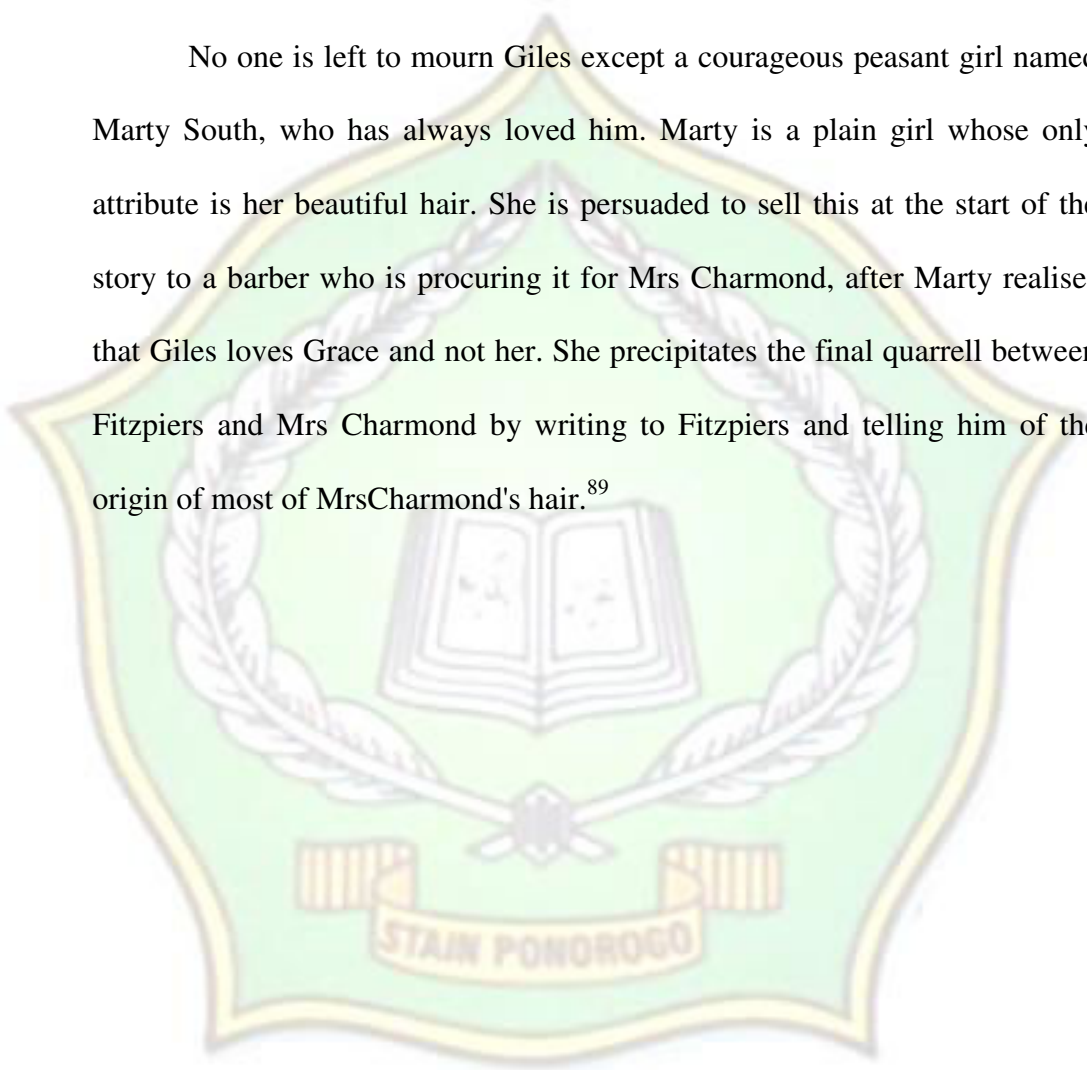 No one is left to mourn Giles except a courageous peasant girl named
Marty South, who has always loved him. Marty is a plain girl whose only
attribute is her beautiful hair. She is persuaded to sell this at the start of the
story to a barber who is procuring it for Mrs Charmond, after Marty realise
that Giles loves Grace and not her. She precipitates the final quarrell between
Fitzpiers and Mrs Charmond by writing to Fitzpiers and telling him of the
origin of most of MrsCharmond's hair.89
STAIN PONOROGO